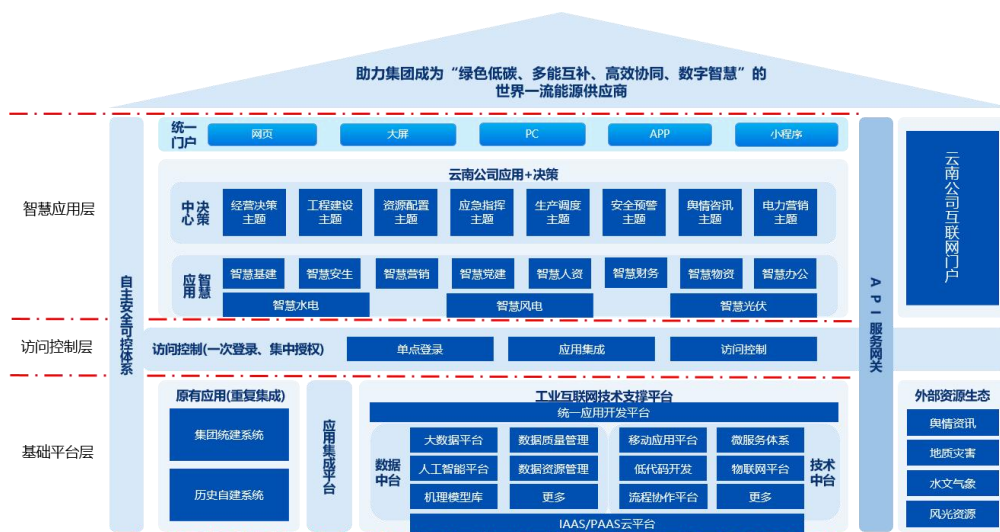 助力集团成为“绿色低碳、多能互补、高效协同、数字智慧”的
世界一流能源供应商
统一
门户
网页
大屏
PC
APP
小程序
智慧应用层
云南公司应用+决策
决策
中心
经营决策
主题
工程建设
主题
资源配置
主题
应急指挥
主题
生产调度
主题
安全预警
主题
舆情咨讯
主题
电力营销
主题
智慧
应用
智慧基建
智慧安生
智慧营销
智慧党建
智慧人资
智慧财务
智慧物资
智慧办公
智慧水电
智慧风电
智慧光伏
自主安全可控体系
API服务网关
云南公司互联网门户
访问控制层
访问控制(一次登录、集中授权)
单点登录
应用集成
访问控制
基础平台层
原有应用(重复集成)
集团统建系统
历史自建系统
应用集成平台
工业互联网技术支撑平台
统一应用开发平台
数据
中台
大数据平台
数据质量管理
人工智能平台
数据资源管理
机理模型库
更多
移动应用平台
微服务体系
低代码开发
物联网平台
流程协作平台
更多
技术
中台
IAAS/PAAS云平台
外部资源生态
舆情资讯
地质灾害
水文气象
风光资源